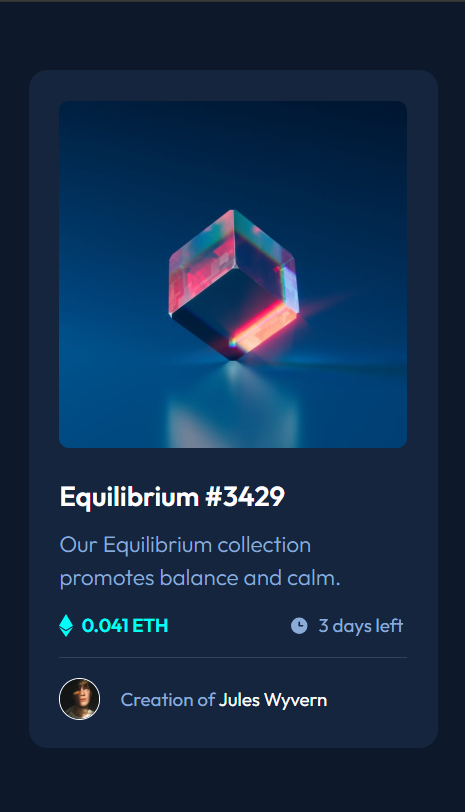 Equilibrium #3429
Our Equilibrium collection
promotes balance and calm.
0.041 ETH
3 days left
Creation of Jules Wyvern